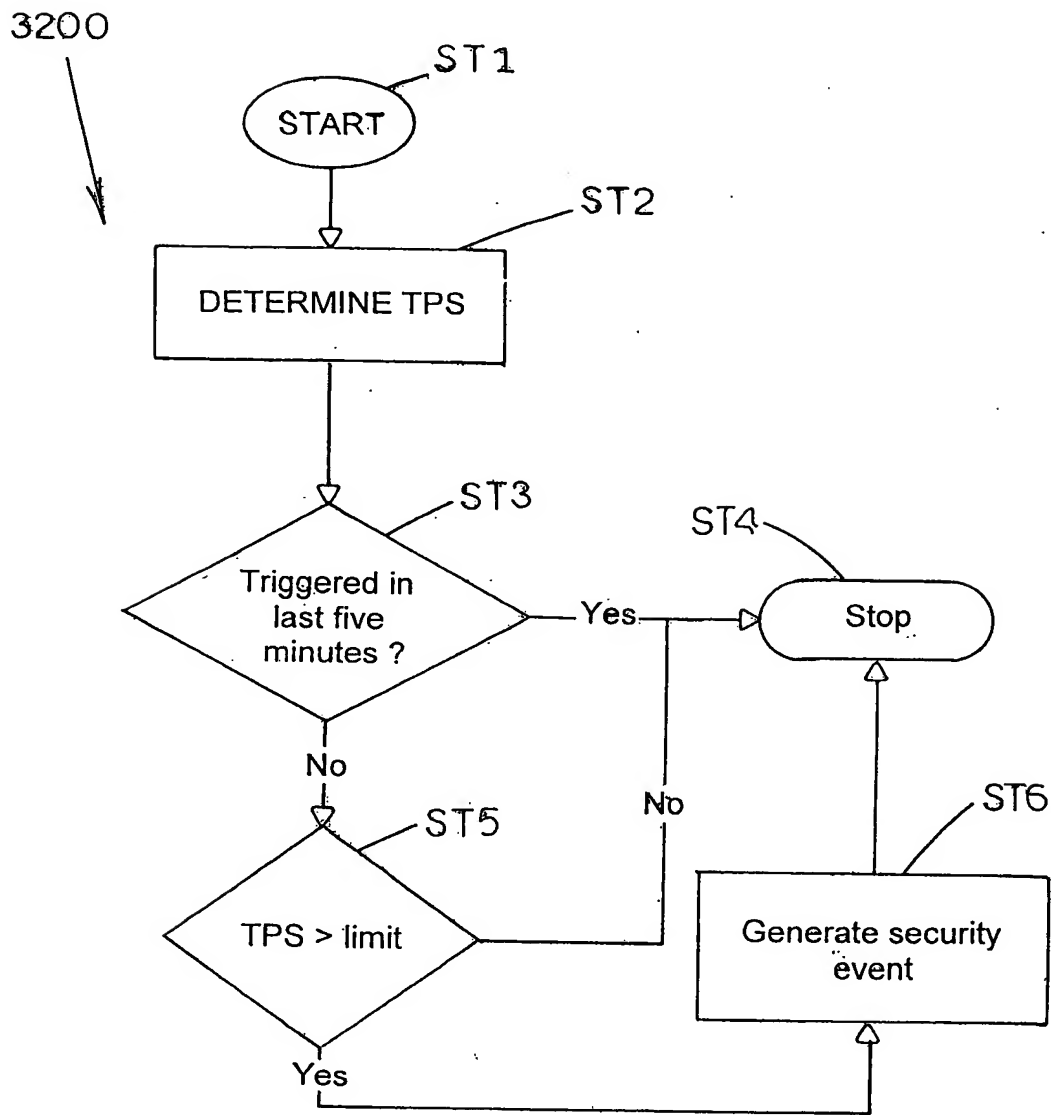 3200
ST1
START
ST2
DETERMINE TPS
ST3
Triggered in
last five
minutes ?
Yes
ST4
Stop
No
ST5
TPS > limit
No
ST6
Generate security
event
Yes